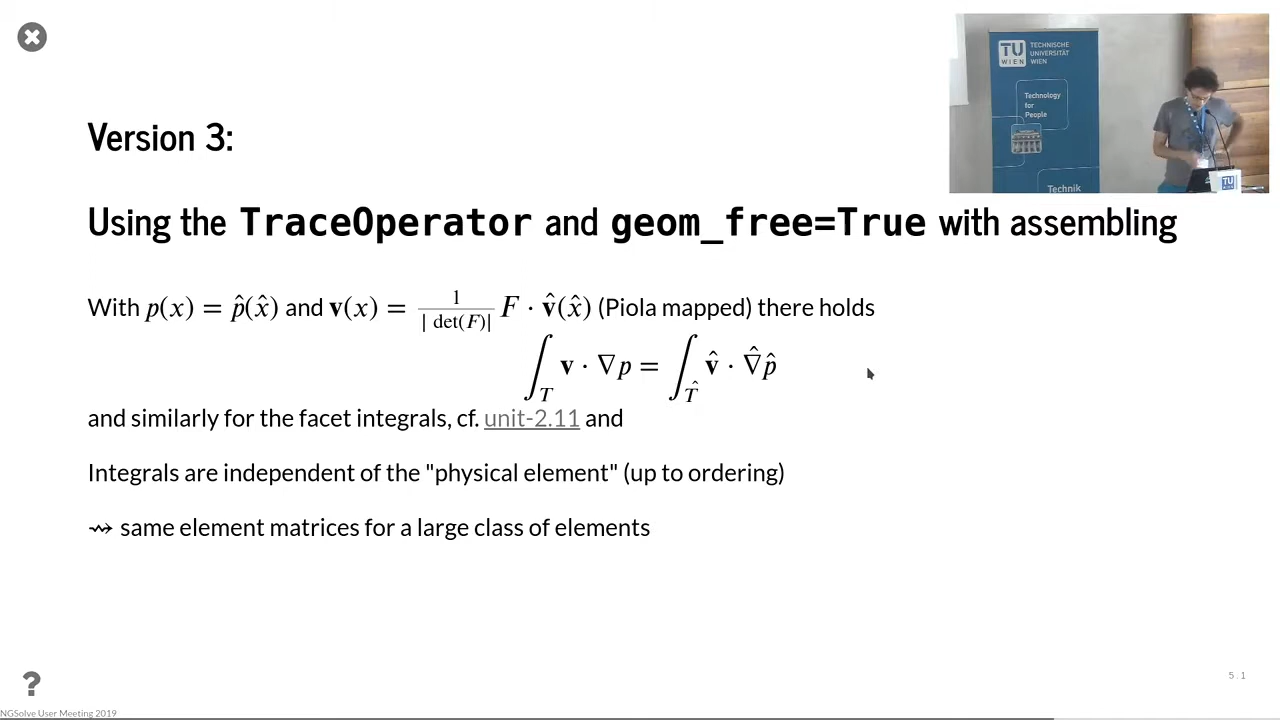 TU WIEN TECHNISCHE UNIVERSITÄT WIEN
Technology
for
People
Technik
TU
Version 3:
Using the TraceOperator and geom_free=True with assembling
With p(x) = p̂(x̂) and v(x) = 1/|det(F)| F · v̂(x̂) (Piola mapped) there holds
∫_T v · ∇p = ∫_T̂ v̂ · ∇̂p̂
and similarly for the facet integrals, cf. unit-2.11 and
Integrals are independent of the "physical element" (up to ordering)
⇝ same element matrices for a large class of elements
?
5.1
NGSolve User Meeting 2019